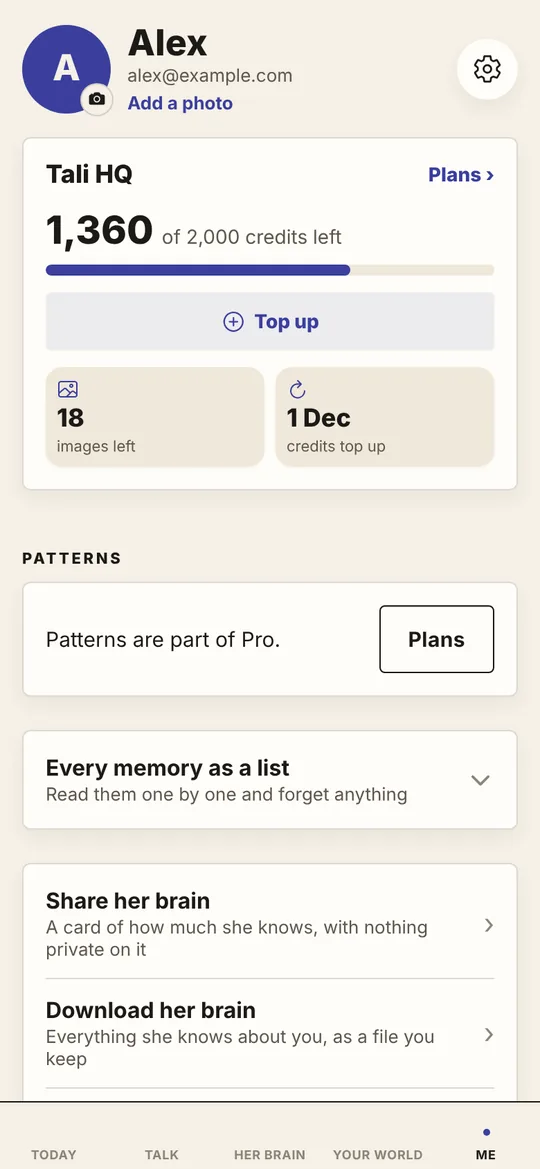 A
Alex
alex@example.com
Add a photo
Tali HQ
Plans ›
1,360 of 2,000 credits left
Top up
18
images left
1 Dec
credits top up
PATTERNS
Patterns are part of Pro.
Plans
Every memory as a list
Read them one by one and forget anything
Share her brain
A card of how much she knows, with nothing
private on it
Download her brain
Everything she knows about you, as a file you
keep
TODAY
TALK
HER BRAIN
YOUR WORLD
ME